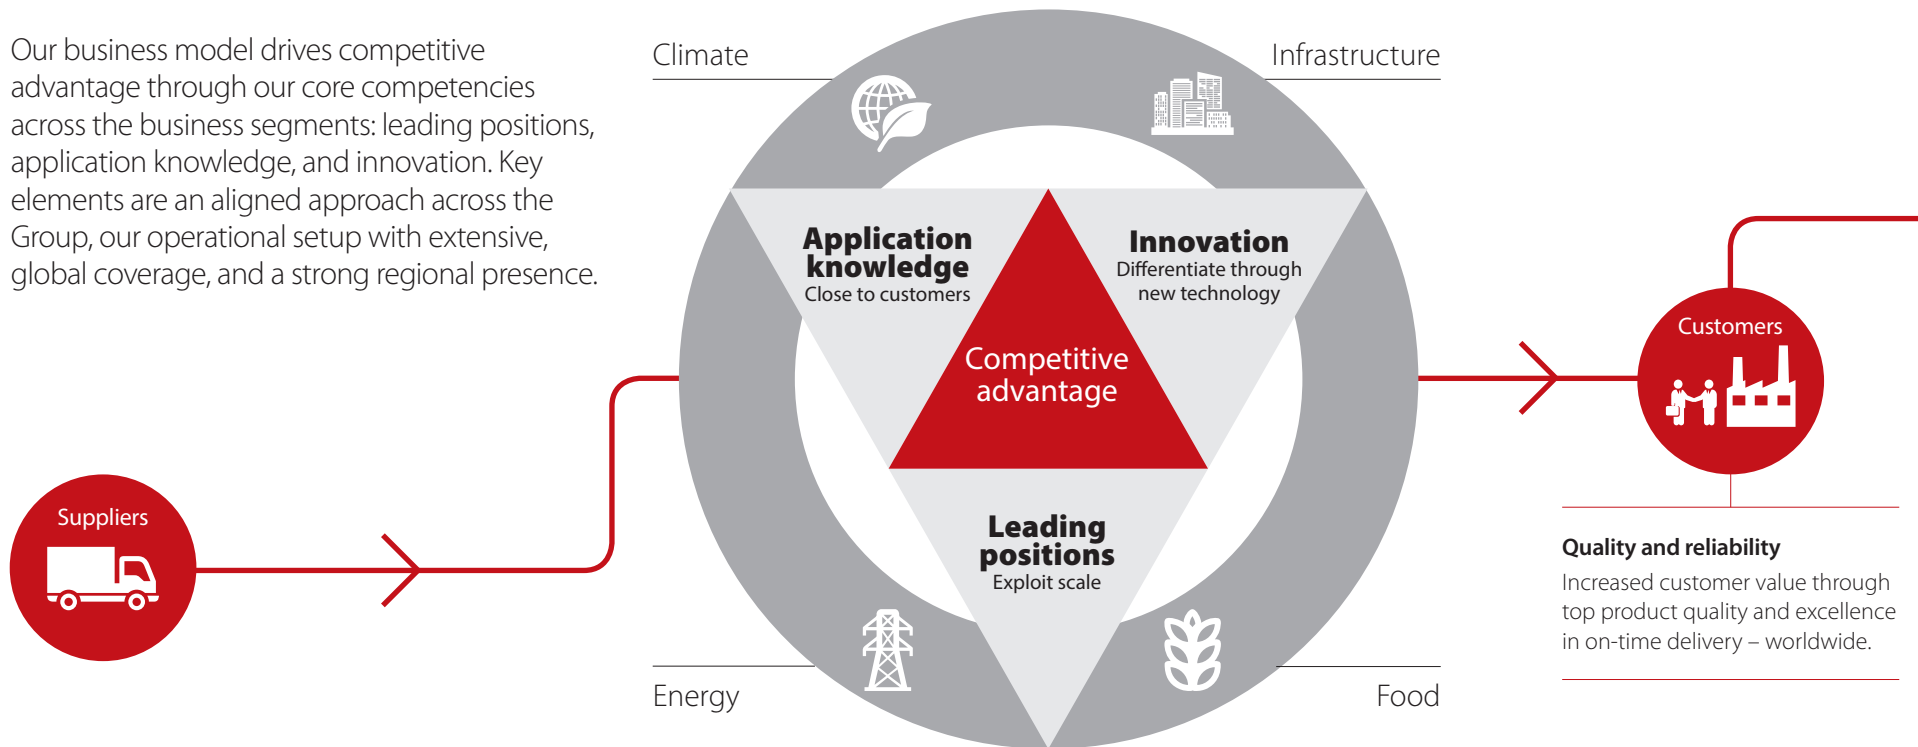 Our business model drives competitive
advantage through our core competencies
across the business segments: leading positions,
application knowledge, and innovation. Key
elements are an aligned approach across the
Group, our operational setup with extensive,
global coverage, and a strong regional presence.
Climate
Infrastructure
Application
knowledge
Close to customers
Innovation
Differentiate through
new technology
Competitive
advantage
Leading
positions
Exploit scale
Energy
Food
Suppliers
Customers
Quality and reliability
Increased customer value through
top product quality and excellence
in on-time delivery – worldwide.